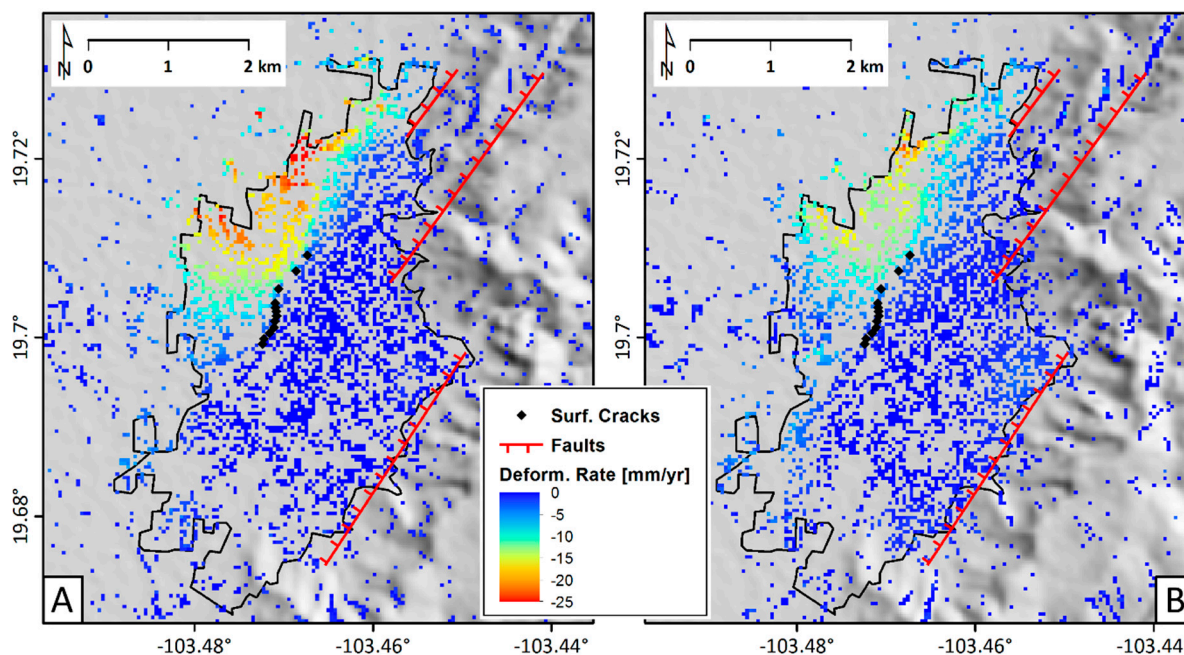 N
0 1 2 km
N
0 1 2 km
19.72°
19.7°
19.68°
19.72°
19.7°
19.68°
Surf. Cracks
Faults
Deform. Rate [mm/yr]
0
-5
-10
-15
-20
-25
A
B
-103.48° -103.46° -103.44°
-103.48° -103.46° -103.44°